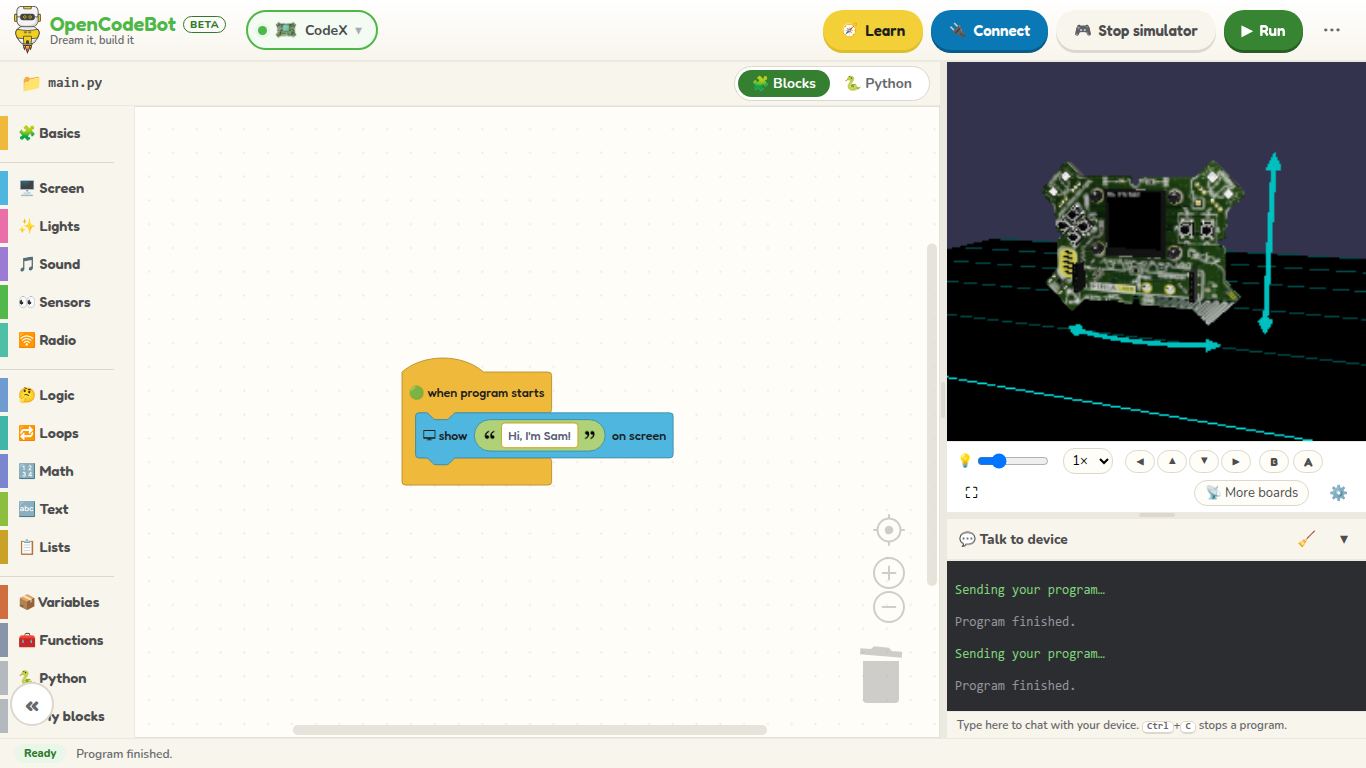 OpenCodeBot BETA
Dream it, build it
CodeX ▾
Learn
Connect
Stop simulator
▶ Run
main.py
Blocks
Python
Basics
Screen
Lights
Sound
Sensors
Radio
Logic
Loops
Math
Text
Lists
Variables
Functions
Python
y blocks
«
when program starts
show “ Hi, I'm Sam! ” on screen
1×
◀ ▲ ▼ ▶ B A
More boards
Talk to device
▼
Sending your program…
Program finished.
Sending your program…
Program finished.
Type here to chat with your device. Ctrl + C stops a program.
Ready Program finished.